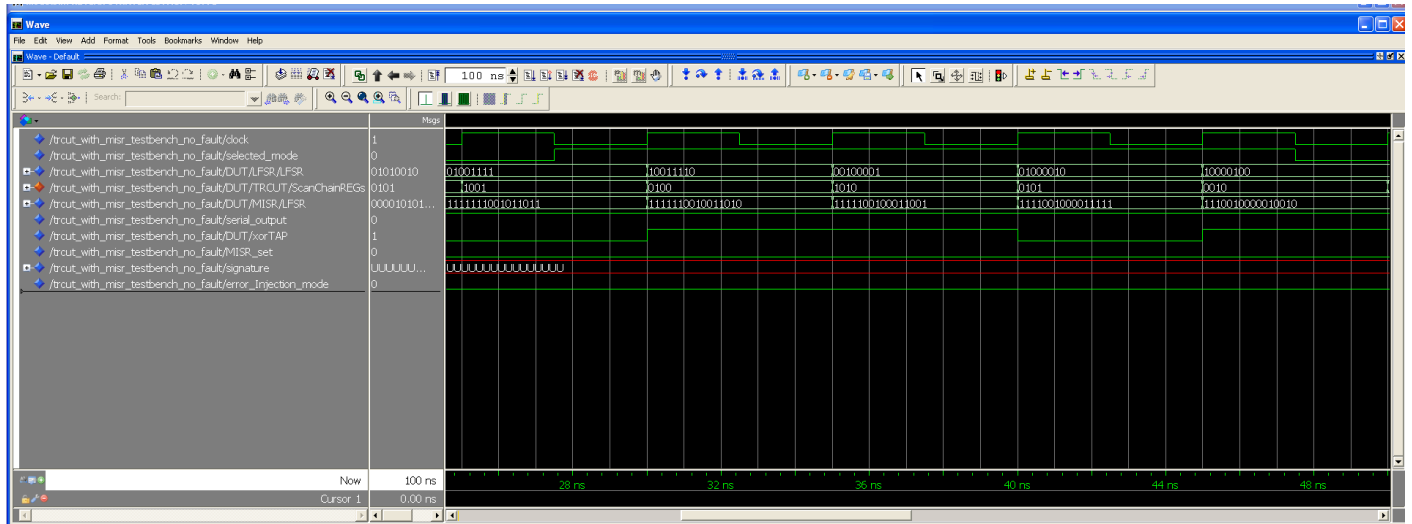 Wave
File Edit View Add Format Tools Bookmarks Window Help
Wave - Default
100 ns
Search:
Msgs
/trcut_with_misr_testbench_no_fault/clock 1
/trcut_with_misr_testbench_no_fault/selected_mode 0
/trcut_with_misr_testbench_no_fault/DUT/LFSR/LFSR 01010010 01001111 10011110 00100001 01000010 10000100
/trcut_with_misr_testbench_no_fault/DUT/TRCUT/ScanChainREGs 0101 1001 0100 1010 0101 0010
/trcut_with_misr_testbench_no_fault/DUT/MISR/LFSR 000010101... 1111111001011011 1111110010011010 1111100100011001 1111001000011111 1110010000010010
/trcut_with_misr_testbench_no_fault/serial_output 0
/trcut_with_misr_testbench_no_fault/DUT/xorTAP 1
/trcut_with_misr_testbench_no_fault/MISR_set 0
/trcut_with_misr_testbench_no_fault/signature UUUUUU... UUUUUUUUUUUUUUUU
/trcut_with_misr_testbench_no_fault/error_Injection_mode 0
Now 100 ns
28 ns 32 ns 36 ns 40 ns 44 ns 48 ns
Cursor 1 0.00 ns